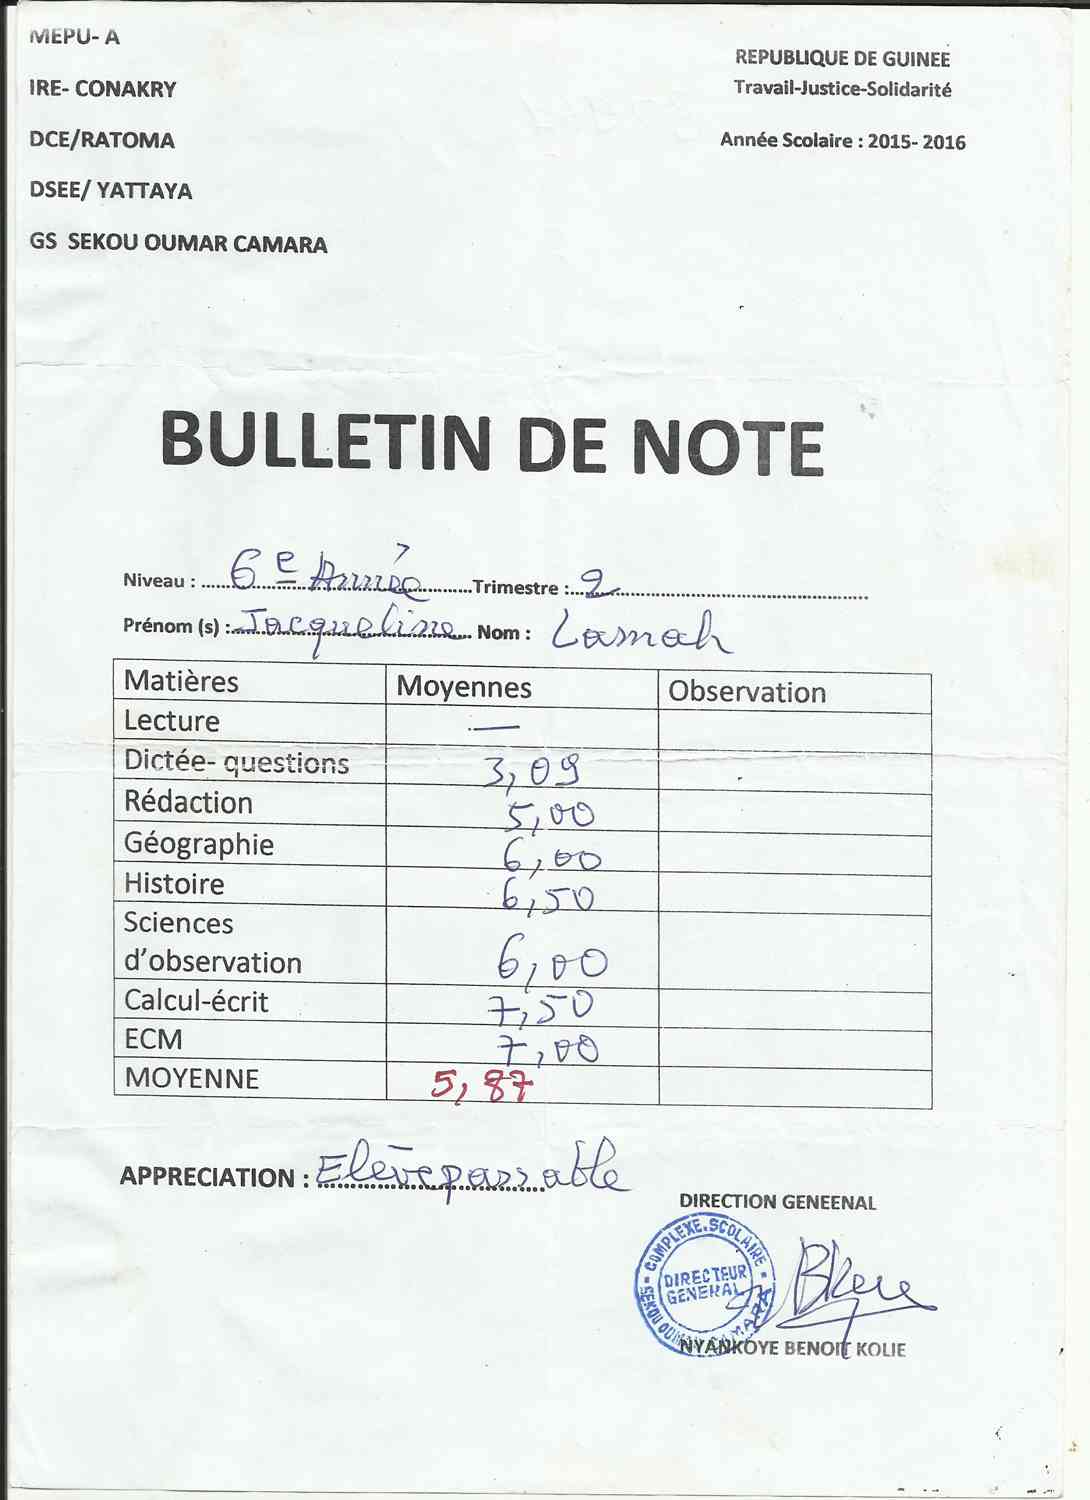 MEPU- A
IRE- CONAKRY
DCE/RATOMA
DSEE/ YATTAYA
GS SEKOU OUMAR CAMARA
REPUBLIQUE DE GUINEE
Travail-Justice-Solidarité
Année Scolaire : 2015- 2016
BULLETIN DE NOTE
Niveau : 6e Année Trimestre : 2
Prénom (s) : Jacqueline Nom : Lamah
Matières Moyennes Observation
Lecture —
Dictée- questions 3,09
Rédaction 5,00
Géographie 6,00
Histoire 6,50
Sciences
d'observation 6,00
Calcul-écrit 7,50
ECM 7,00
MOYENNE 5,87
APPRECIATION : Elève passable
DIRECTION GENEENAL
COMPLEXE.SCOLAIRE
DIRECTEUR
GENERAL
SEKOU OUMAR CAMARA
NYANKOYE BENOIT KOLIE